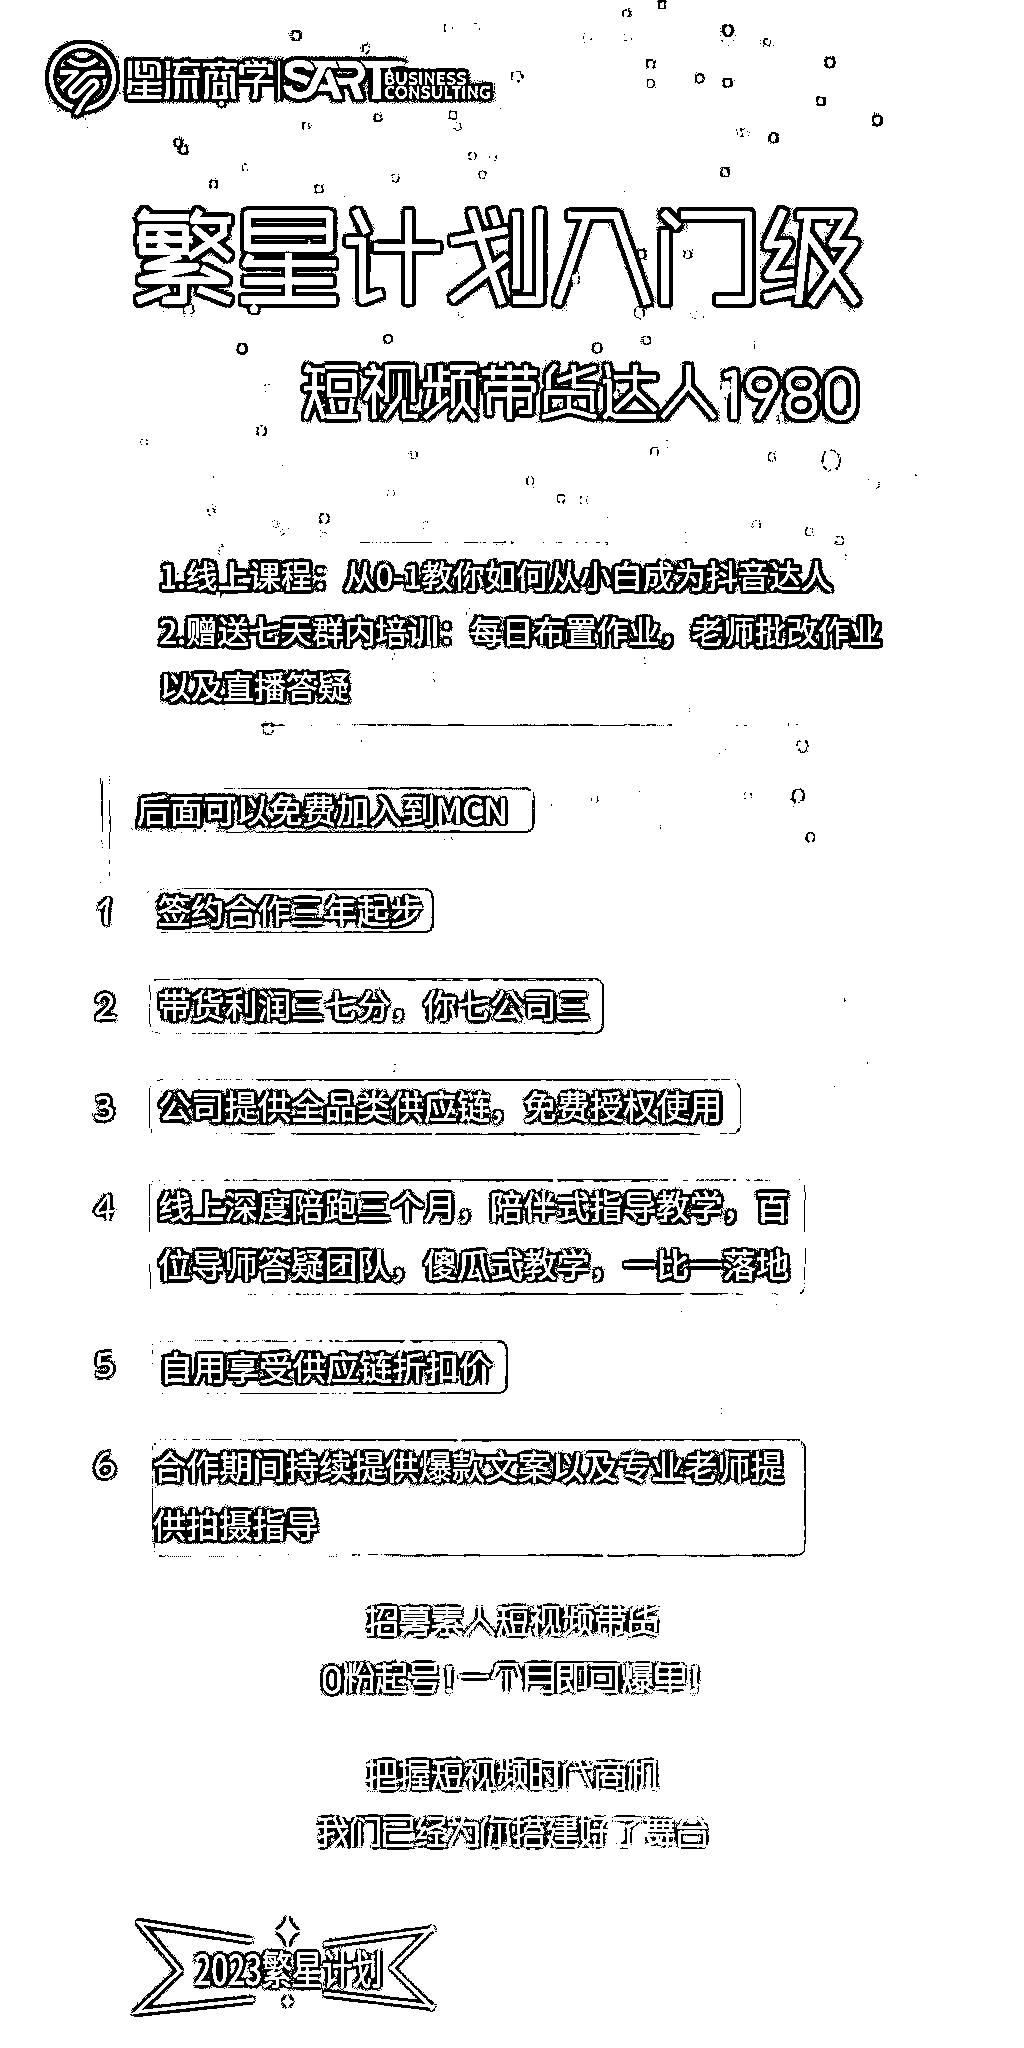 星流商学 SART BUSINESS CONSULTING
繁星计划入门级
短视频带货达人1980
1.线上课程：从0-1教你如何从小白成为抖音达人
2.赠送七天群内培训：每日布置作业，老师批改作业
以及直播答疑
后面可以免费加入到MCN
1 签约合作三年起步
2 带货利润三七分。你七公司三
3 公司提供全品类供应链，免费授权使用
4 线上深度陪跑三个月，陪伴式指导教学，百
位导师答疑团队，傻瓜式教学，一比一落地
5 自用享受供应链折扣价
6 合作期间持续提供爆款文案以及专业老师提
供拍摄指导
招募素人短视频带货
0粉起号!一个月即可爆单!
把握短视频时代商机
我们已经为你搭建好了舞台
2023繁星计划